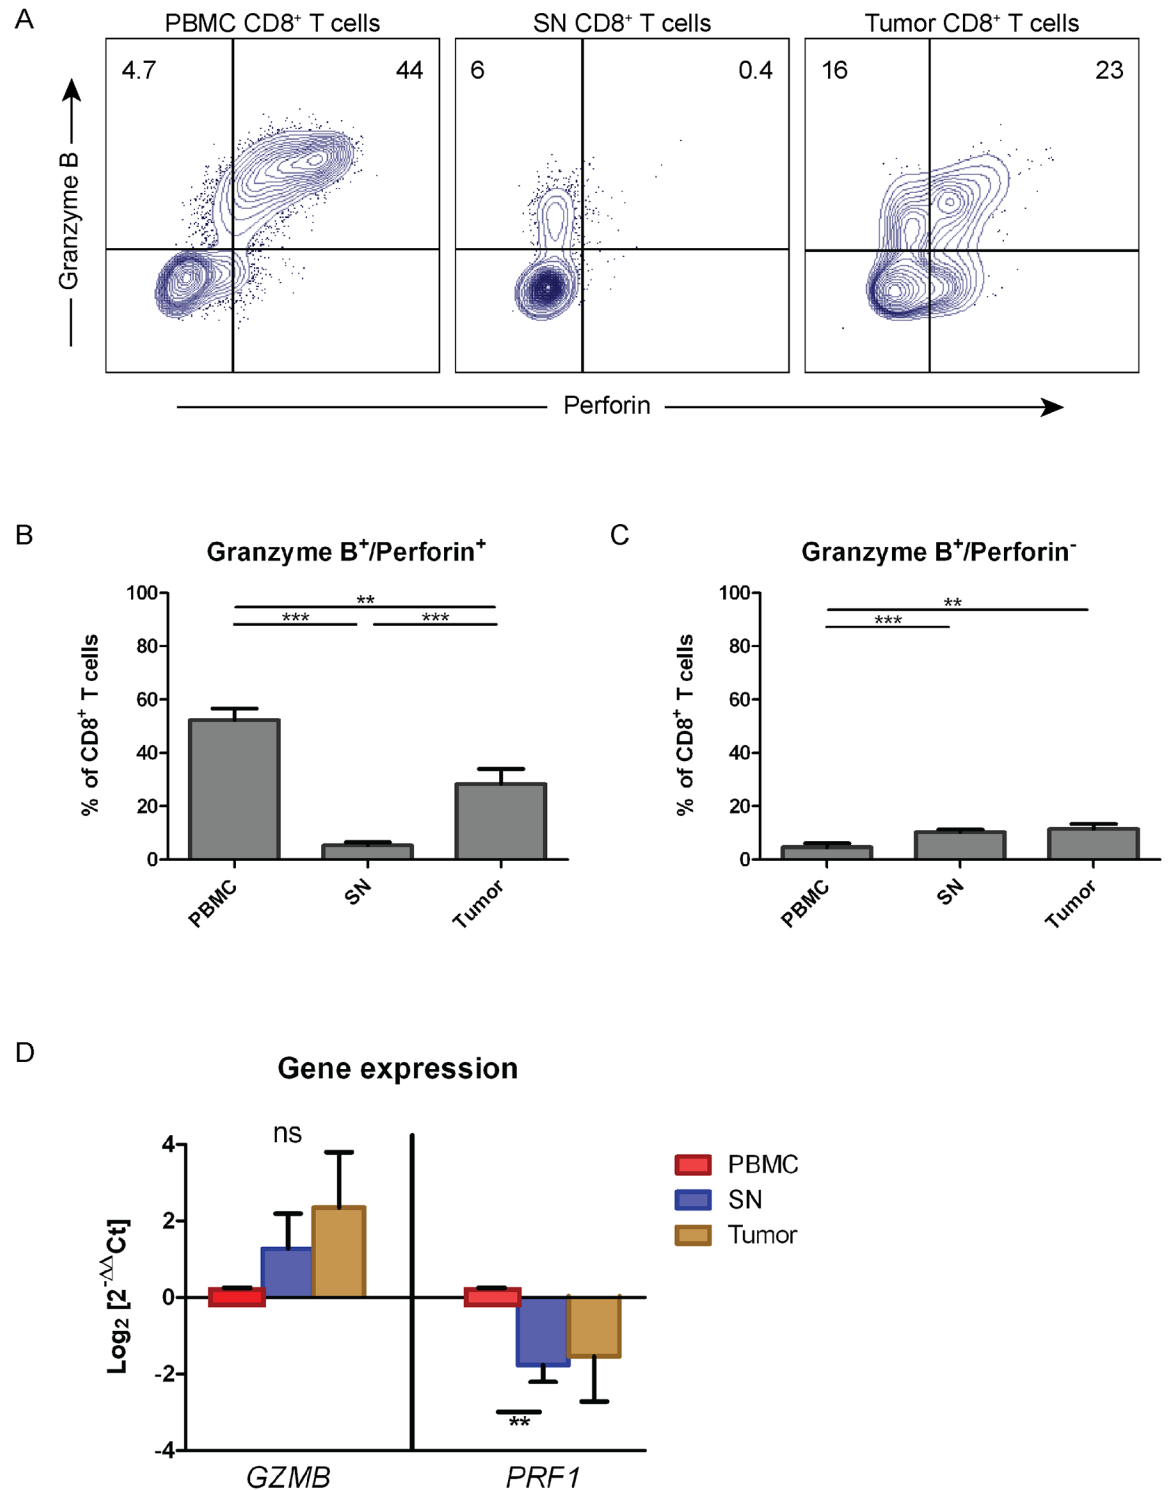 A
PBMC CD8⁺ T cells
SN CD8⁺ T cells
Tumor CD8⁺ T cells
4.7
44
6
0.4
16
23
Granzyme B
Perforin
B
Granzyme B⁺/Perforin⁺
% of CD8⁺ T cells
100
80
60
40
20
0
**
***
***
PBMC
SN
Tumor
C
Granzyme B⁺/Perforin⁻
% of CD8⁺ T cells
100
80
60
40
20
0
**
***
PBMC
SN
Tumor
D
Gene expression
Log₂ [2⁻ΔΔCt]
4
2
0
-2
-4
ns
**
GZMB
PRF1
PBMC
SN
Tumor